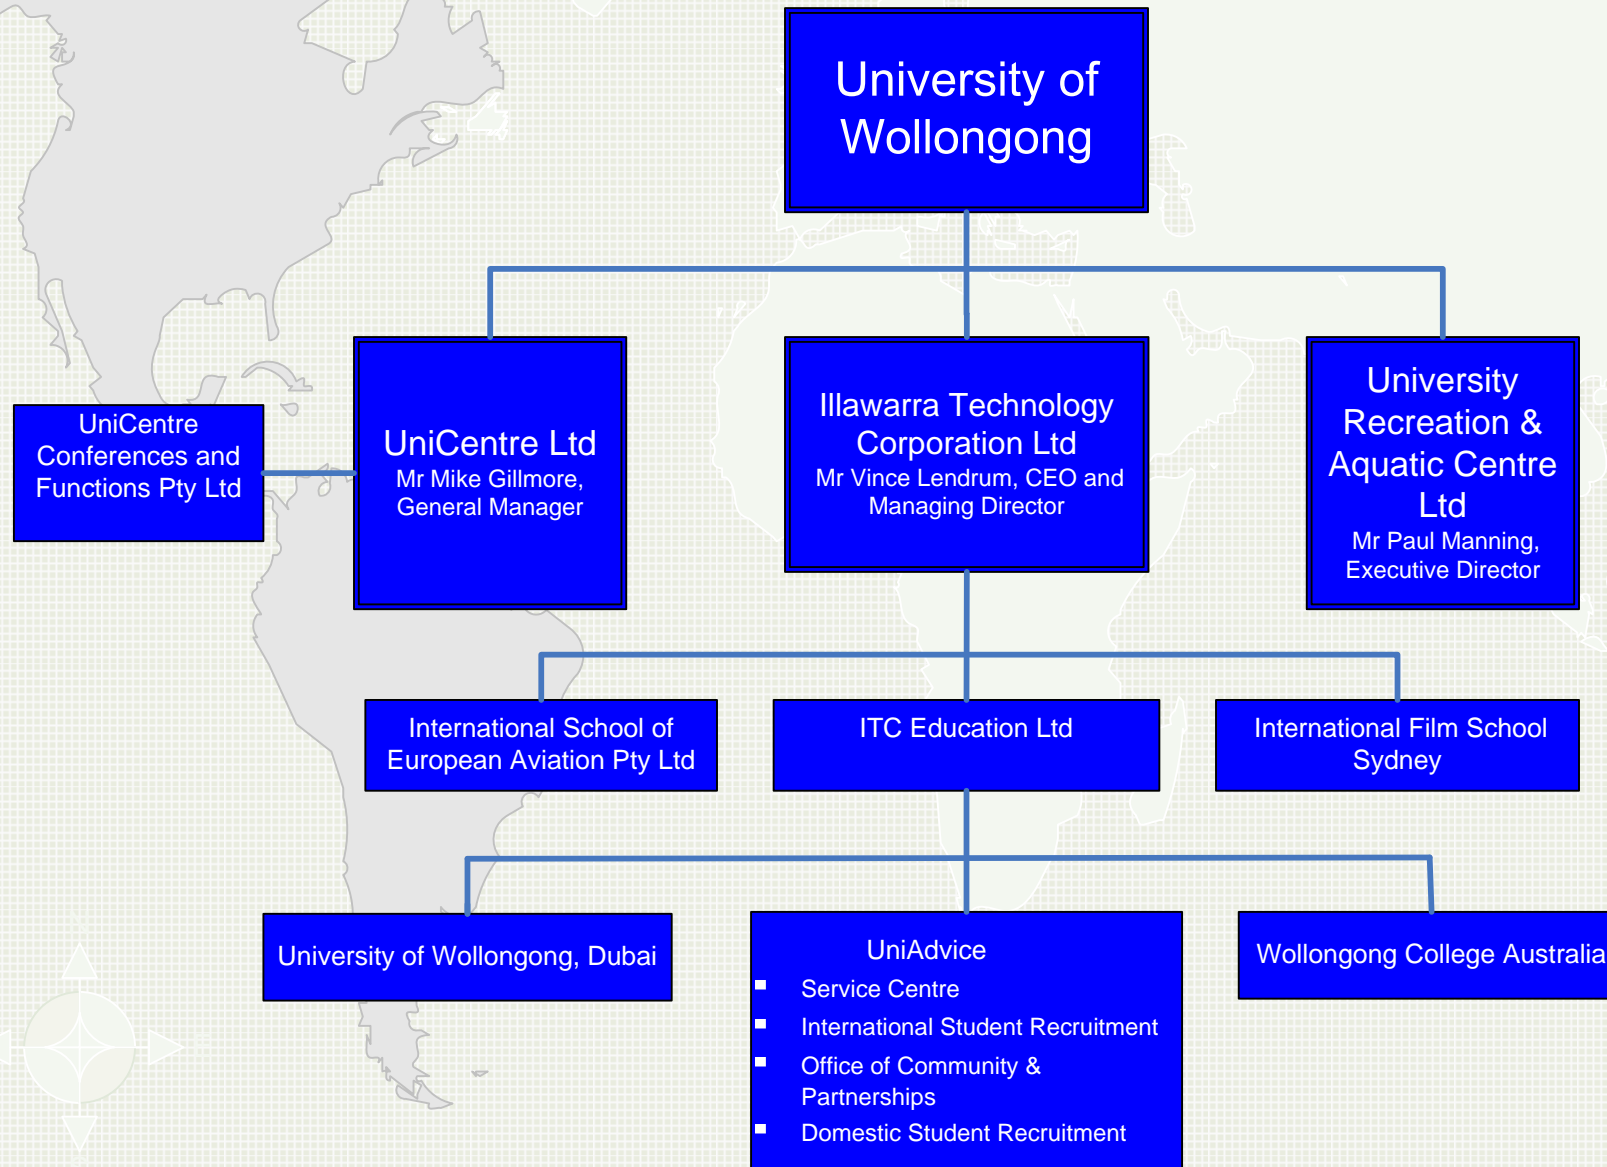 University of
Wollongong
UniCentre
Conferences and
Functions Pty Ltd
UniCentre Ltd
Mr Mike Gillmore,
General Manager
Illawarra Technology
Corporation Ltd
Mr Vince Lendrum, CEO and
Managing Director
University
Recreation &
Aquatic Centre
Ltd
Mr Paul Manning,
Executive Director
International School of
European Aviation Pty Ltd
ITC Education Ltd
International Film School
Sydney
University of Wollongong, Dubai
UniAdvice
▪ Service Centre
▪ International Student Recruitment
▪ Office of Community &
Partnerships
▪ Domestic Student Recruitment
Wollongong College Australia